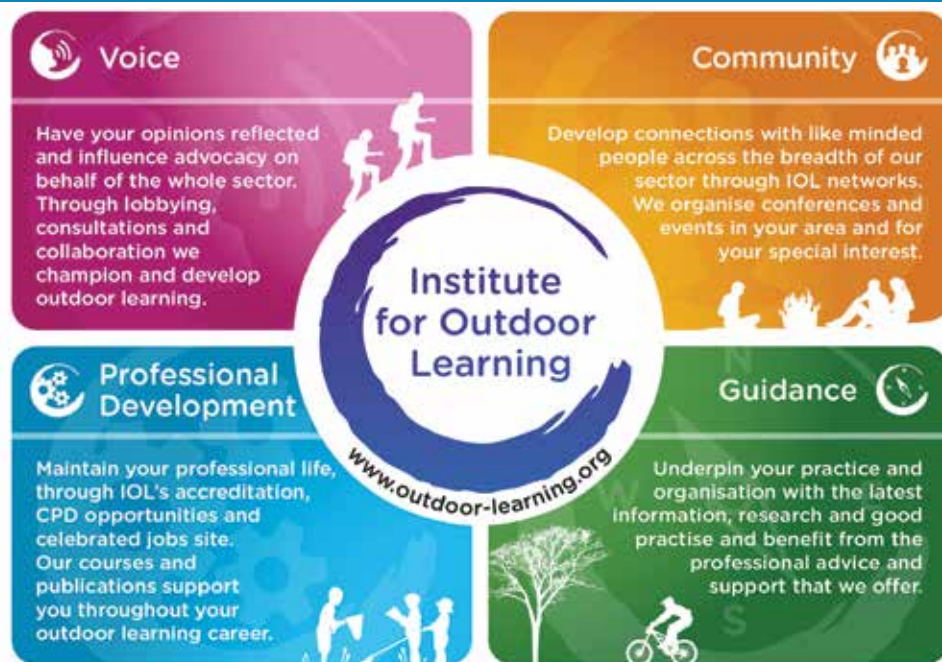 Voice
Have your opinions reflected
and influence advocacy on
behalf of the whole sector.
Through lobbying,
consultations and
collaboration we
champion and develop
outdoor learning.
Community
Develop connections with like minded
people across the breadth of our
sector through IOL networks.
We organise conferences and
events in your area and for
your special interest.
Institute
for Outdoor
Learning
www.outdoor-learning.org
Professional
Development
Maintain your professional life,
through IOL's accreditation,
CPD opportunities and
celebrated jobs site.
Our courses and
publications support
you throughout your
outdoor learning career.
Guidance
Underpin your practice and
organisation with the latest
information, research and good
practise and benefit from the
professional advice and
support that we offer.
N
W
S